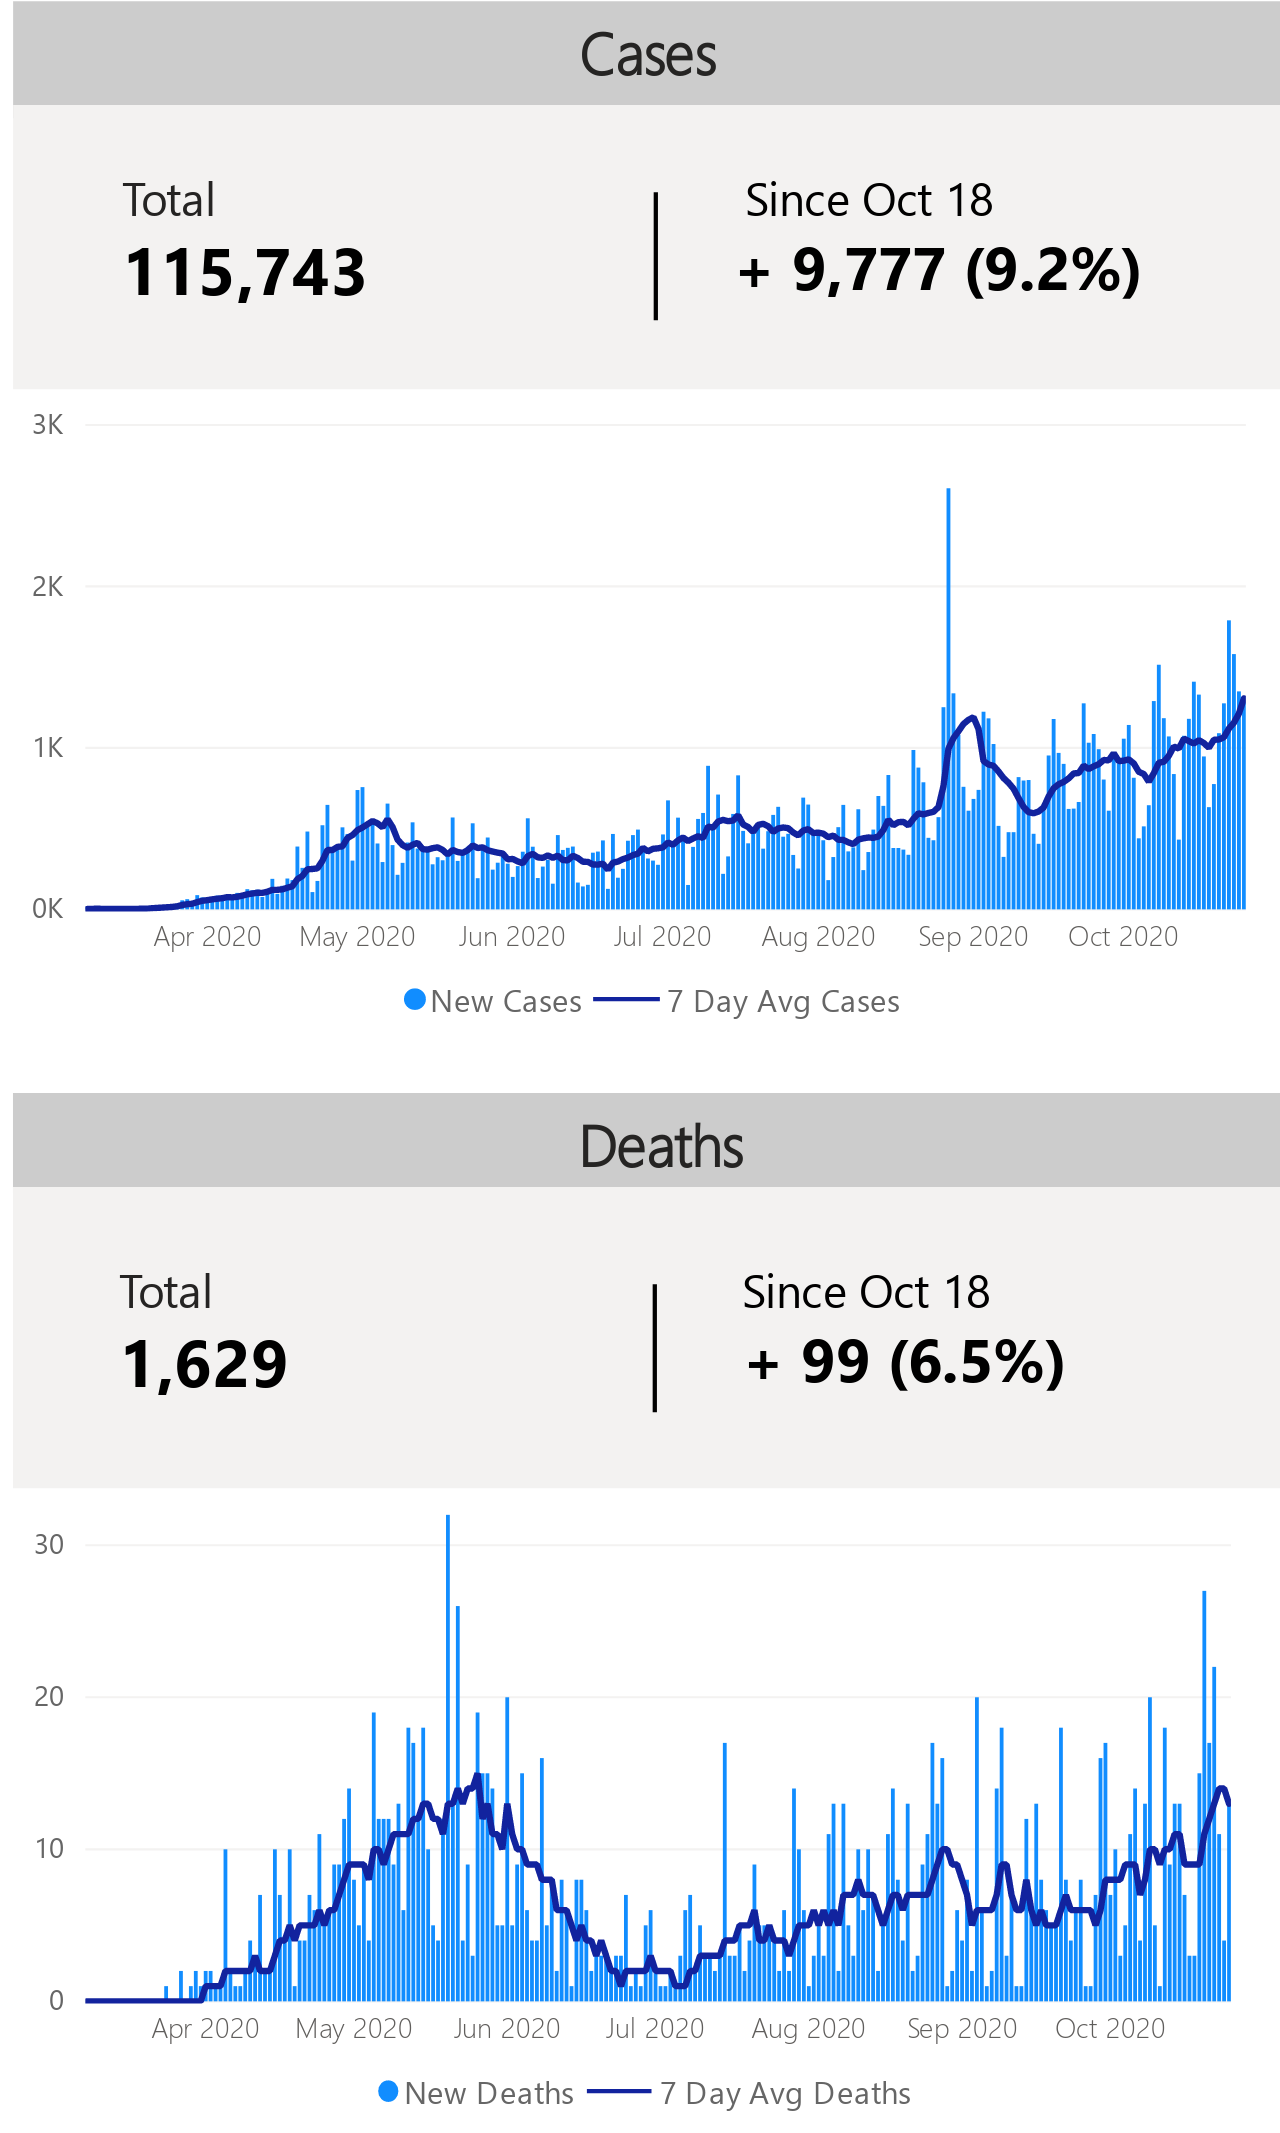 Cases
Total
Since Oct 18
115,743
+ 9,777 (9.2%)
3K
2K
1K
0K
Apr 2020 May 2020 Jun 2020 Jul 2020 Aug 2020 Sep 2020 Oct 2020
New Cases 7 Day Avg Cases
Deaths
Total
Since Oct 18
1,629
+ 99 (6.5%)
30
20
10
0
Apr 2020 May 2020 Jun 2020 Jul 2020 Aug 2020 Sep 2020 Oct 2020
New Deaths 7 Day Avg Deaths